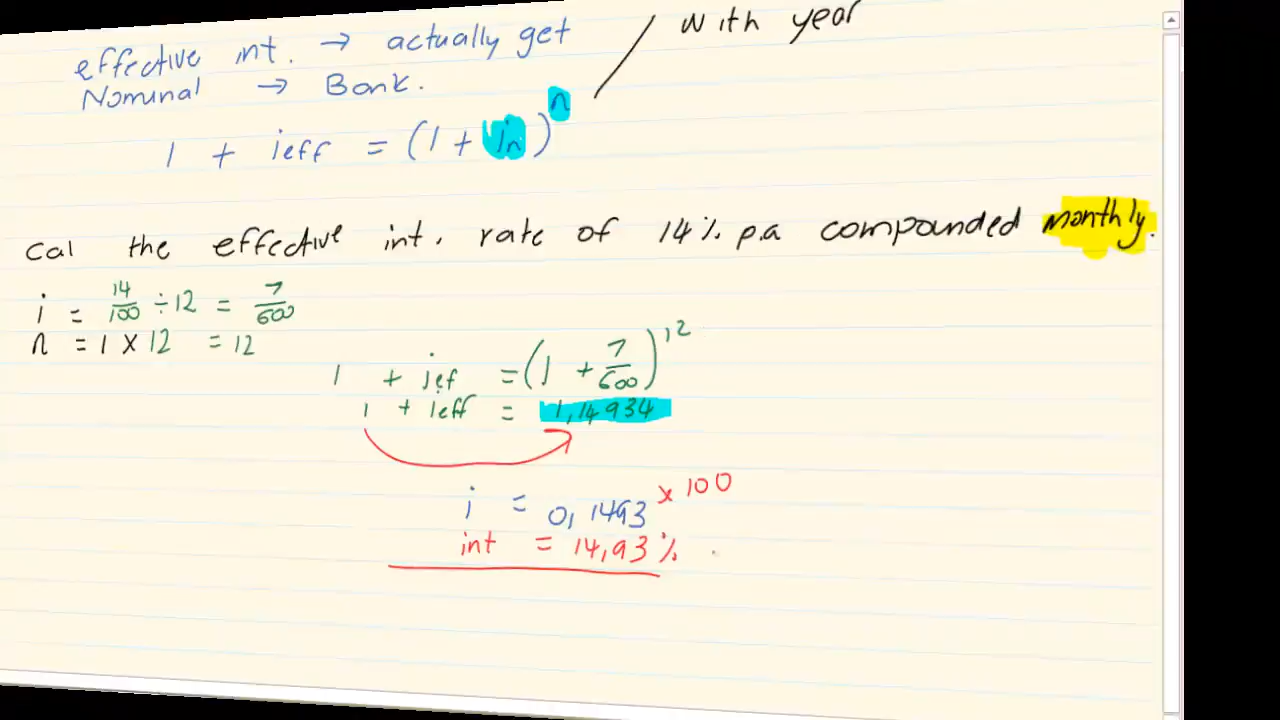 with year
effective int. → actually get
Nominal → Bank.
1 + ieff = (1 + in)^n
Cal the effective int. rate of 14% p.a compounded monthly.
i = 14/100 ÷ 12 = 7/600
n = 1 × 12 = 12
1 + ief = (1 + 7/600)^12
1 + ieff = 1,14934
i = 0,1493 × 100
int = 14,93%